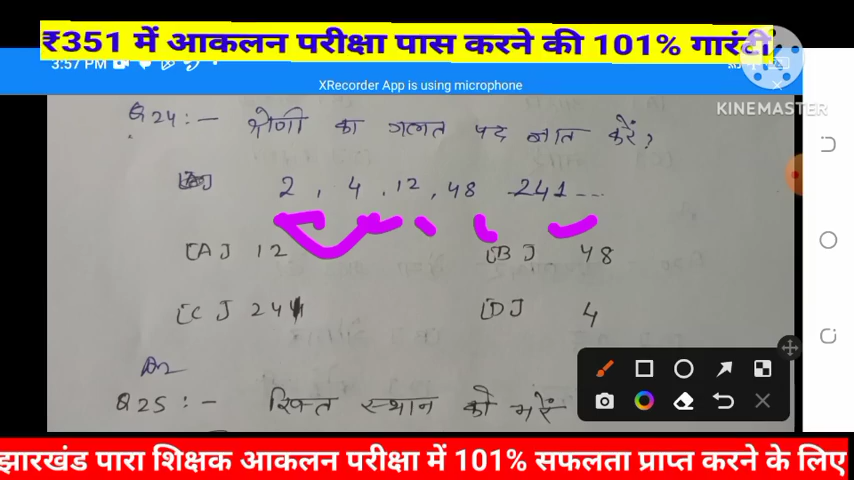 ₹351 में आकलन परीक्षा पास करने की 101% गारंटी
3:57 PM
XRecorder App is using microphone
KINEMASTER
Q24:- श्रेणी का गलत पद ज्ञात करें?
2, 4, 12, 48 241...
[A] 12 [B] 48
[C] 241 [D] 4
Q25:- रिक्त स्थान को भरें
झारखंड पारा शिक्षक आकलन परीक्षा में 101% सफलता प्राप्त करने के लिए